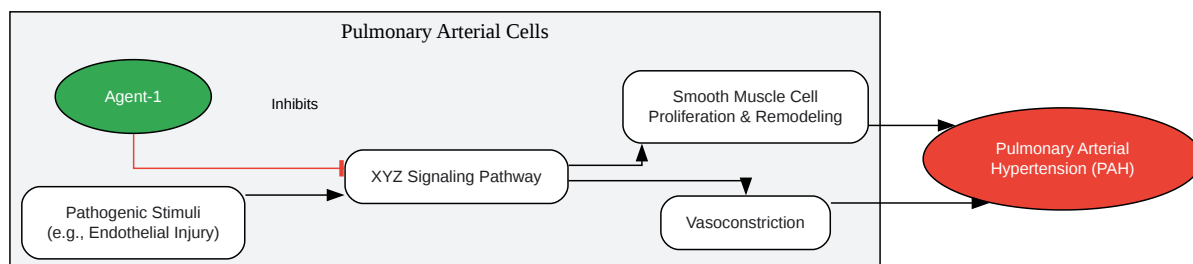 Pulmonary Arterial Cells
Agent-1
Inhibits
Smooth Muscle Cell
Proliferation & Remodeling
Pulmonary Arterial
Hypertension (PAH)
XYZ Signaling Pathway
Pathogenic Stimuli
(e.g., Endothelial Injury)
Vasoconstriction